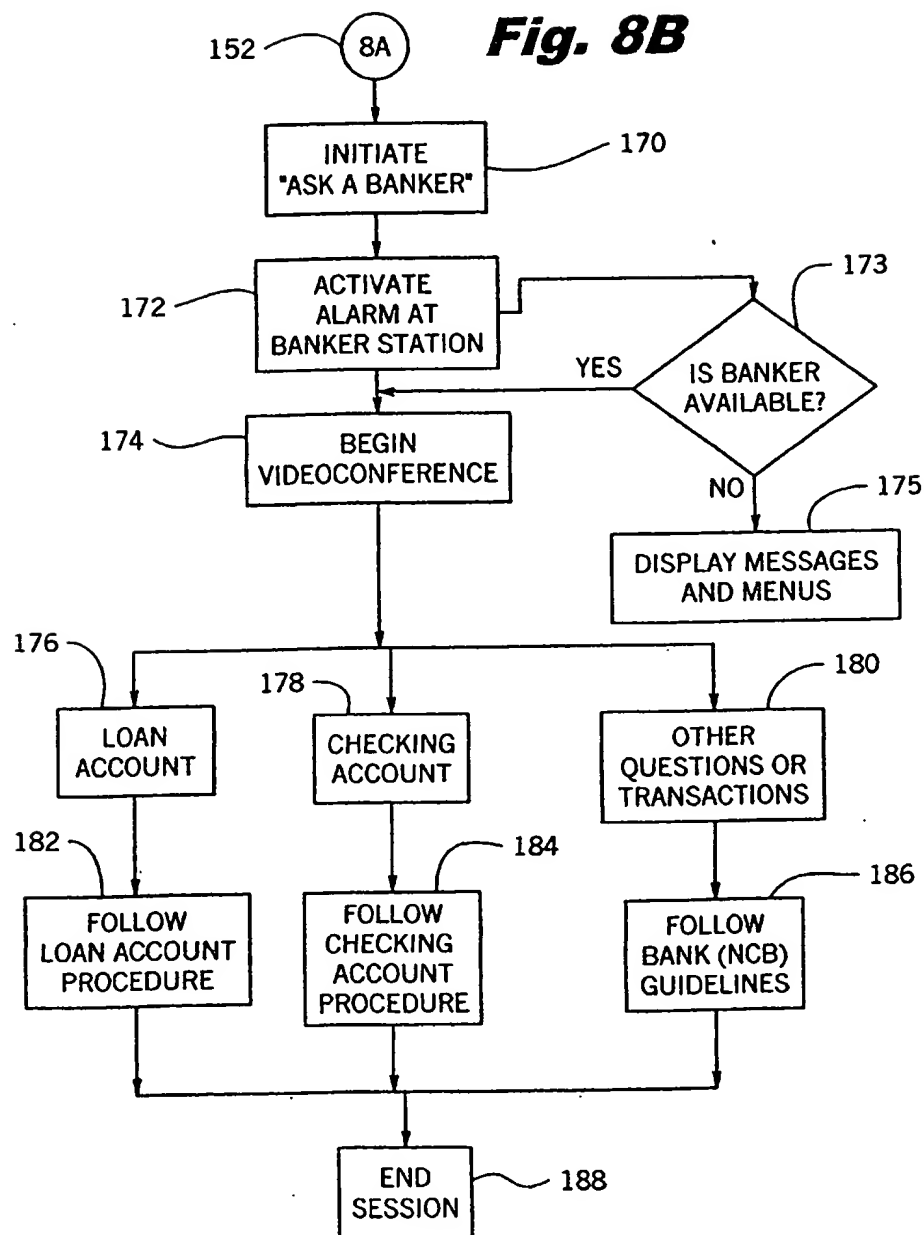 Fig. 8B
152
8A
INITIATE
"ASK A BANKER"
170
172
ACTIVATE
ALARM AT
BANKER STATION
173
IS BANKER
AVAILABLE?
YES
NO
174
BEGIN
VIDEOCONFERENCE
175
DISPLAY MESSAGES
AND MENUS
176
LOAN
ACCOUNT
178
CHECKING
ACCOUNT
180
OTHER
QUESTIONS OR
TRANSACTIONS
182
FOLLOW
LOAN ACCOUNT
PROCEDURE
184
FOLLOW
CHECKING
ACCOUNT
PROCEDURE
186
FOLLOW
BANK (NCB)
GUIDELINES
END
SESSION
188